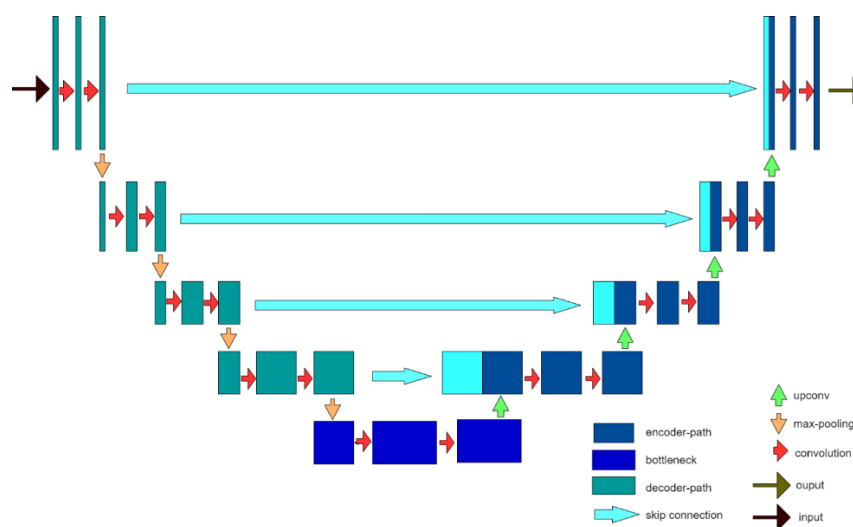 upconv
max-pooling
encoder-path
convolution
bottleneck
decoder-path
ouput
skip connection
input